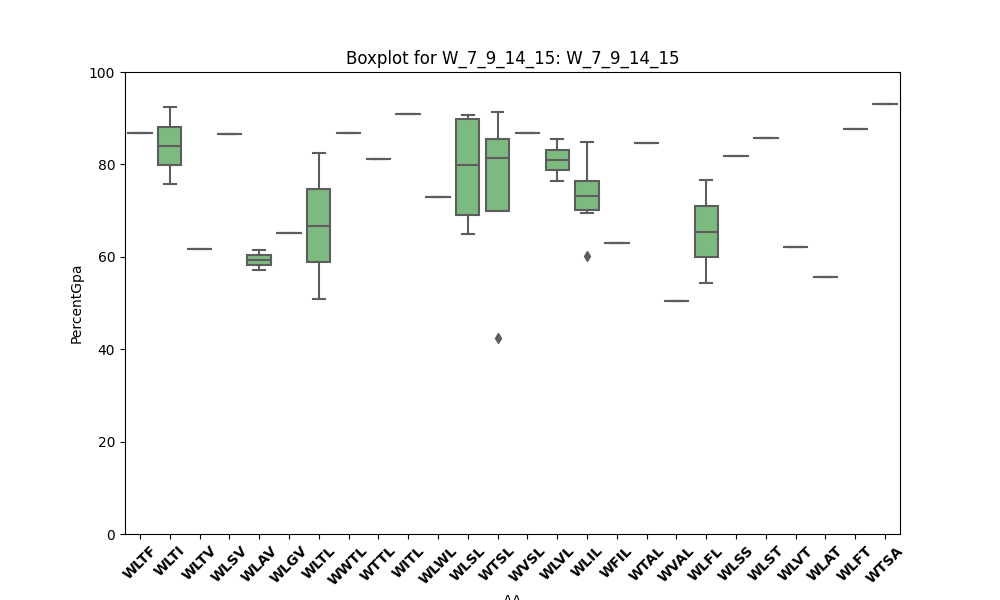 Boxplot for W_7_9_14_15: W_7_9_14_15
PercentGpa
100
80
60
40
20
0
WLTF WLTI WLTV WLSV WLAV WLGV WLTL WWTL WTTL WITL WLWL WLSL WTSL WVSL WLVL WLIL WFIL WTAL WVAL WLFL WLSS WLST WLVT WLAT WLFT WTSA
AA